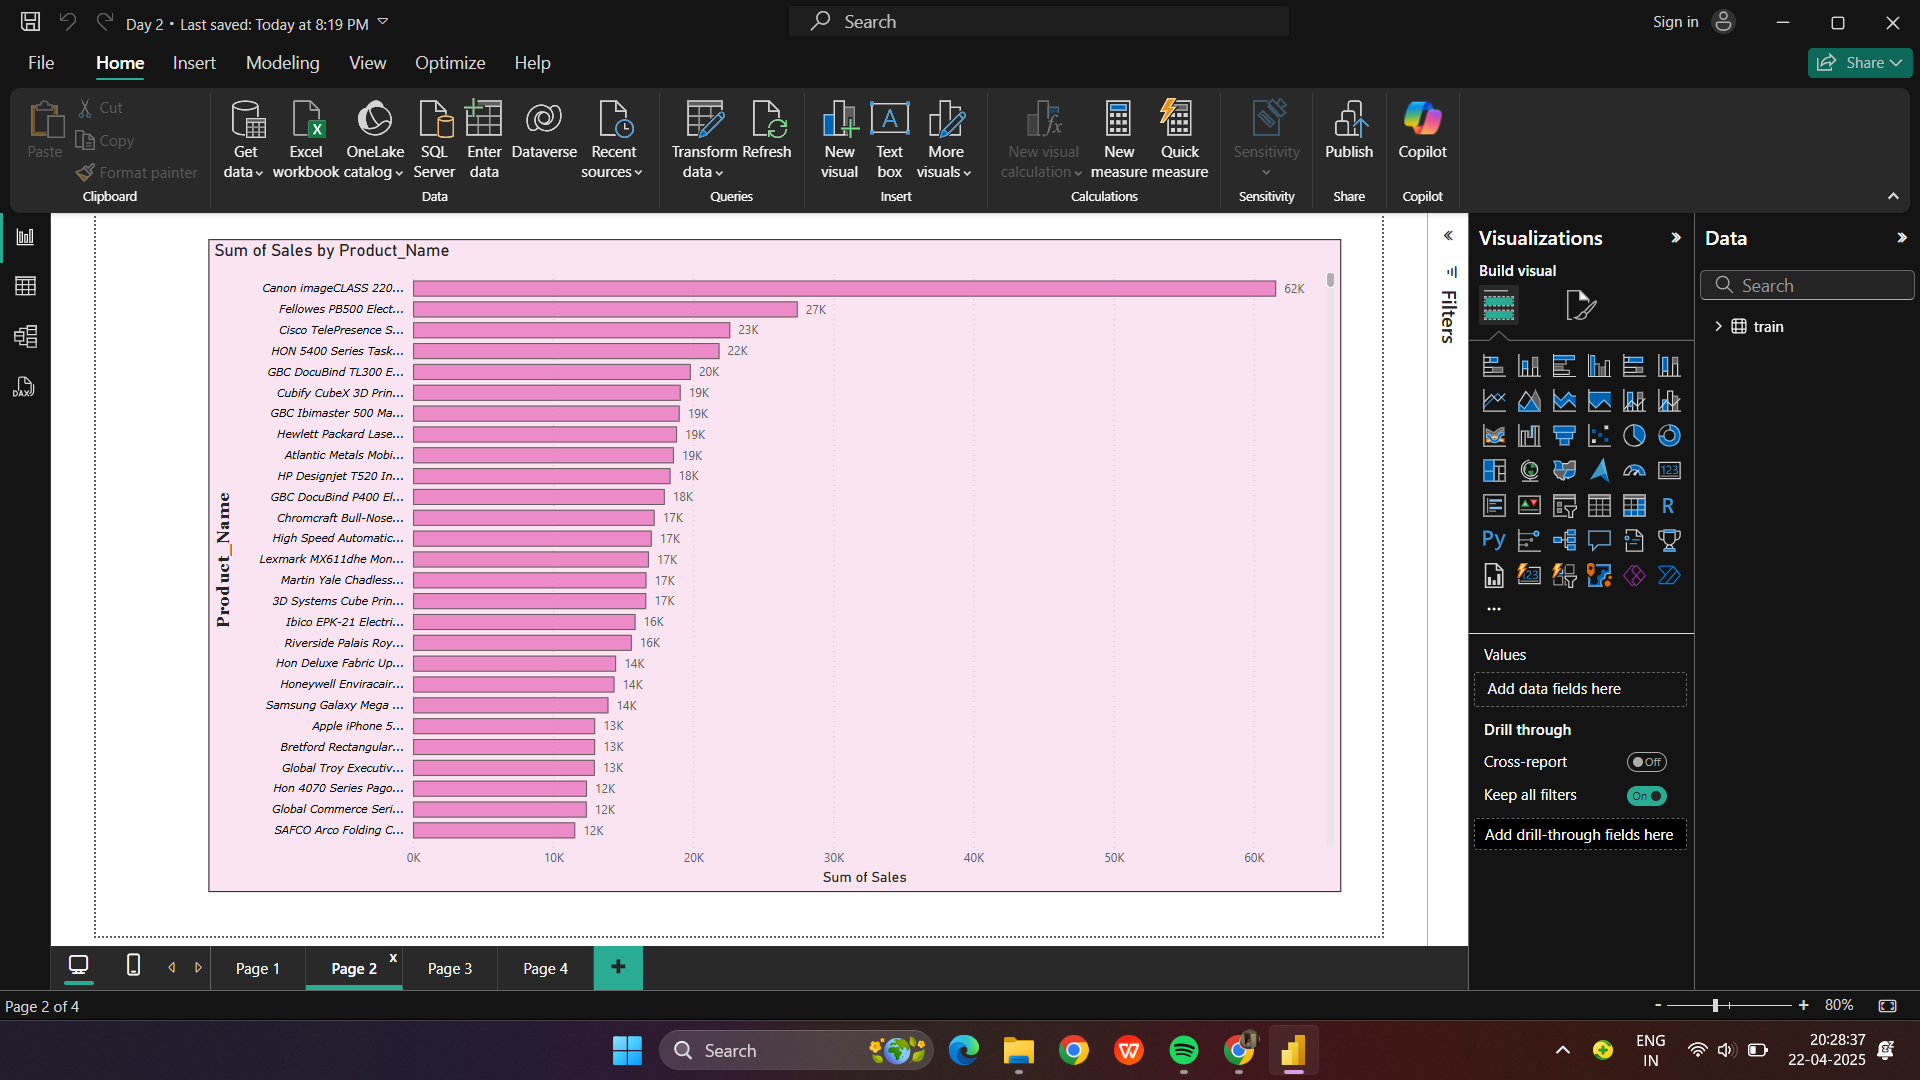 Day 2 • Last saved: Today at 8:19 PM
Search
Sign in
File
Home
Insert
Modeling
View
Optimize
Help
Share
Paste
Cut
Copy
Format painter
Clipboard
Get data
Excel workbook
OneLake catalog
SQL Server
Enter data
Dataverse
Recent sources
Data
Transform data
Refresh
Queries
New visual
Text box
More visuals
Insert
New visual calculation
New measure
Quick measure
Calculations
Sensitivity
Sensitivity
Publish
Share
Copilot
Copilot
Sum of Sales by Product_Name
Product_Name
Canon imageCLASS 220... 62K
Fellowes PB500 Elect... 27K
Cisco TelePresence S... 23K
HON 5400 Series Task... 22K
GBC DocuBind TL300 E... 20K
Cubify CubeX 3D Prin... 19K
GBC Ibimaster 500 Ma... 19K
Hewlett Packard Lase... 19K
Atlantic Metals Mobi... 19K
HP Designjet T520 In... 18K
GBC DocuBind P400 El... 18K
Chromcraft Bull-Nose... 17K
High Speed Automatic... 17K
Lexmark MX611dhe Mon... 17K
Martin Yale Chadless... 17K
3D Systems Cube Prin... 17K
Ibico EPK-21 Electri... 16K
Riverside Palais Roy... 16K
Hon Deluxe Fabric Up... 14K
Honeywell Enviracair... 14K
Samsung Galaxy Mega ... 14K
Apple iPhone 5... 13K
Bretford Rectangular... 13K
Global Troy Executiv... 13K
Hon 4070 Series Pago... 12K
Global Commerce Seri... 12K
SAFCO Arco Folding C... 12K
0K 10K 20K 30K 40K 50K 60K
Sum of Sales
Filters
Visualizations
Build visual
123
R
Py
123
...
Values
Add data fields here
Drill through
Cross-report Off
Keep all filters On
Add drill-through fields here
Data
Search
train
DAX
Page 1
Page 2 x
Page 3
Page 4
+
Page 2 of 4
- + 80%
Search
ENG
IN
20:28:37
22-04-2025